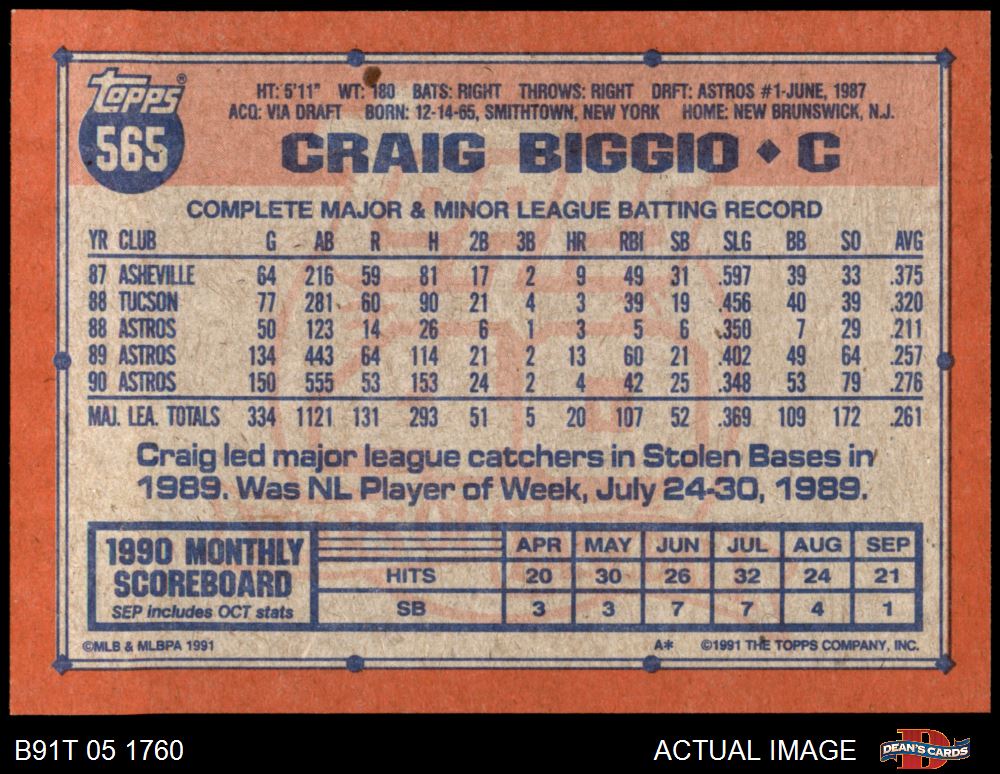 Topps®
565
HT: 5'11" WT: 180 BATS: RIGHT THROWS: RIGHT DRFT: ASTROS #1-JUNE, 1987
ACQ: VIA DRAFT BORN: 12-14-65, SMITHTOWN, NEW YORK HOME: NEW BRUNSWICK, N.J.
CRAIG BIGGIO ◆ C
COMPLETE MAJOR & MINOR LEAGUE BATTING RECORD
YR CLUB G AB R H 2B 3B HR RBI SB SLG BB SO AVG
87 ASHEVILLE 64 216 59 81 17 2 9 49 31 .597 39 33 .375
88 TUCSON 77 281 60 90 21 4 3 39 19 .456 40 39 .320
88 ASTROS 50 123 14 26 6 1 3 5 6 .350 7 29 .211
89 ASTROS 134 443 64 114 21 2 13 60 21 .402 49 64 .257
90 ASTROS 150 555 53 153 24 2 4 42 25 .348 53 79 .276
MAJ. LEA. TOTALS 334 1121 131 293 51 5 20 107 52 .369 109 172 .261
Craig led major league catchers in Stolen Bases in
1989. Was NL Player of Week, July 24-30, 1989.
1990 MONTHLY
SCOREBOARD
SEP includes OCT stats
APR MAY JUN JUL AUG SEP
HITS 20 30 26 32 24 21
SB 3 3 7 7 4 1
©MLB & MLBPA 1991 A* ©1991 THE TOPPS COMPANY, INC.
B91T 05 1760 ACTUAL IMAGE DEAN'S CARDS